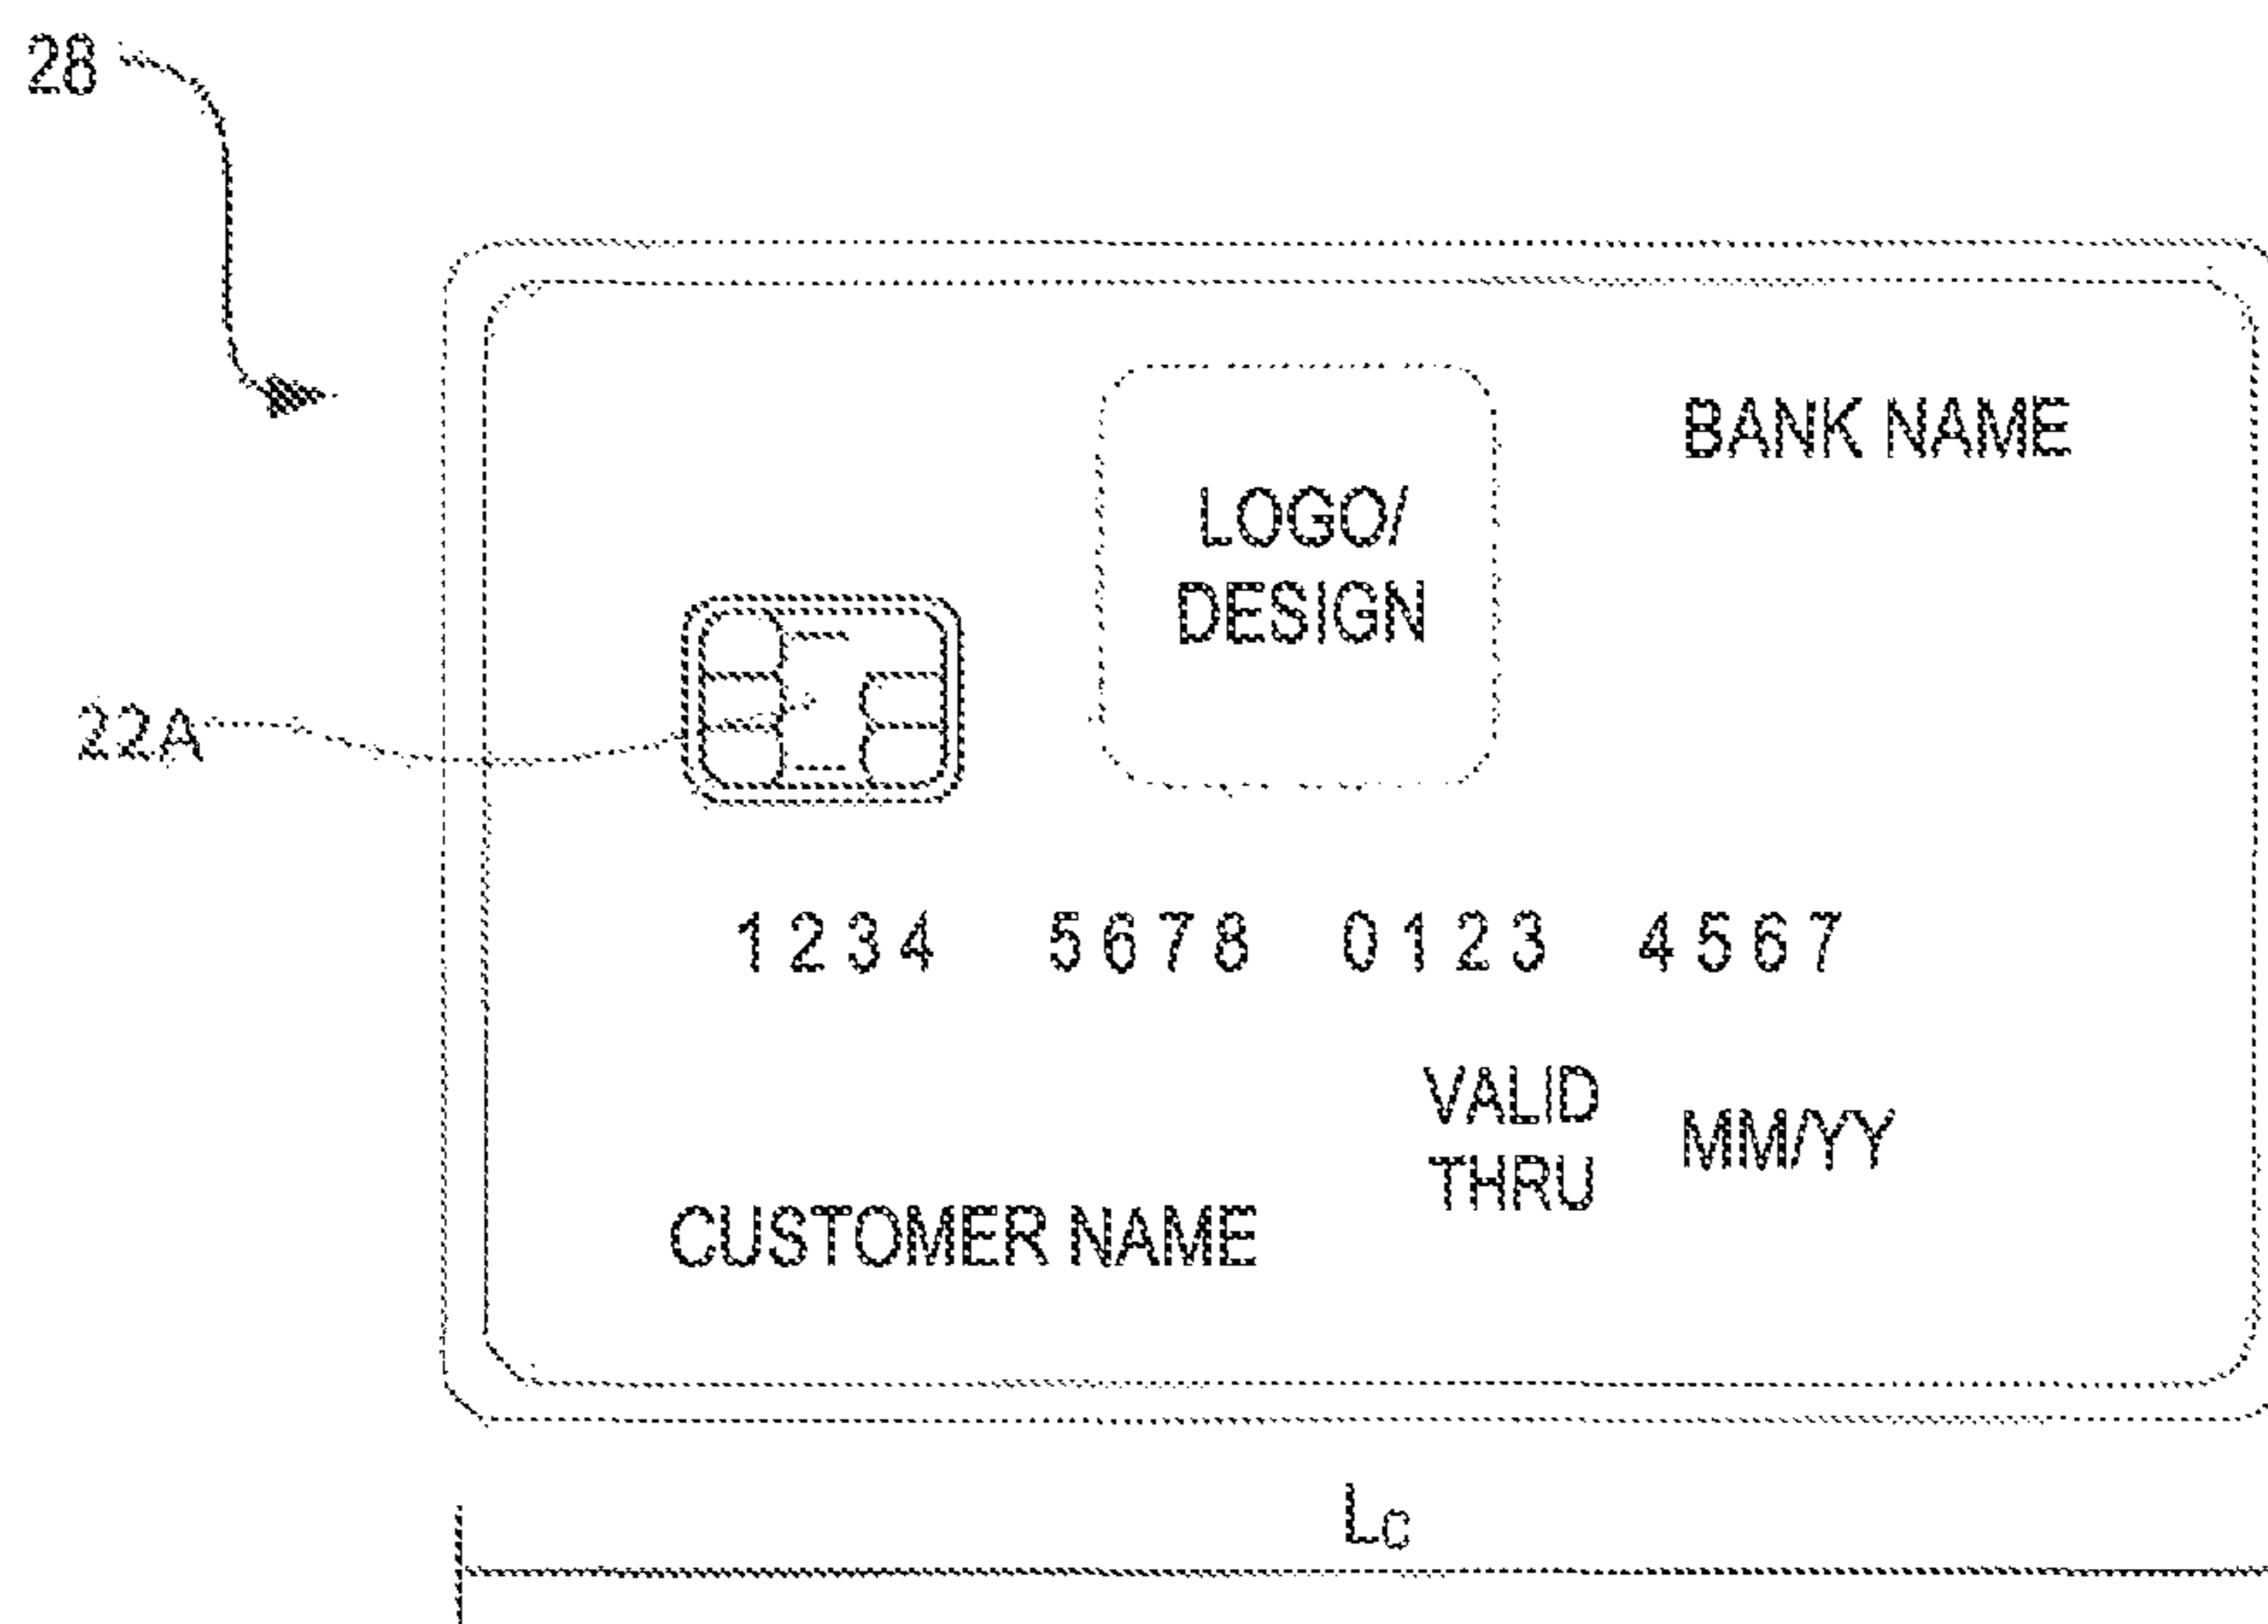 28
BANK NAME
LOGO/
DESIGN
22A
1234 5678 0123 4567
VALID
THRU
MM/YY
CUSTOMER NAME
LC